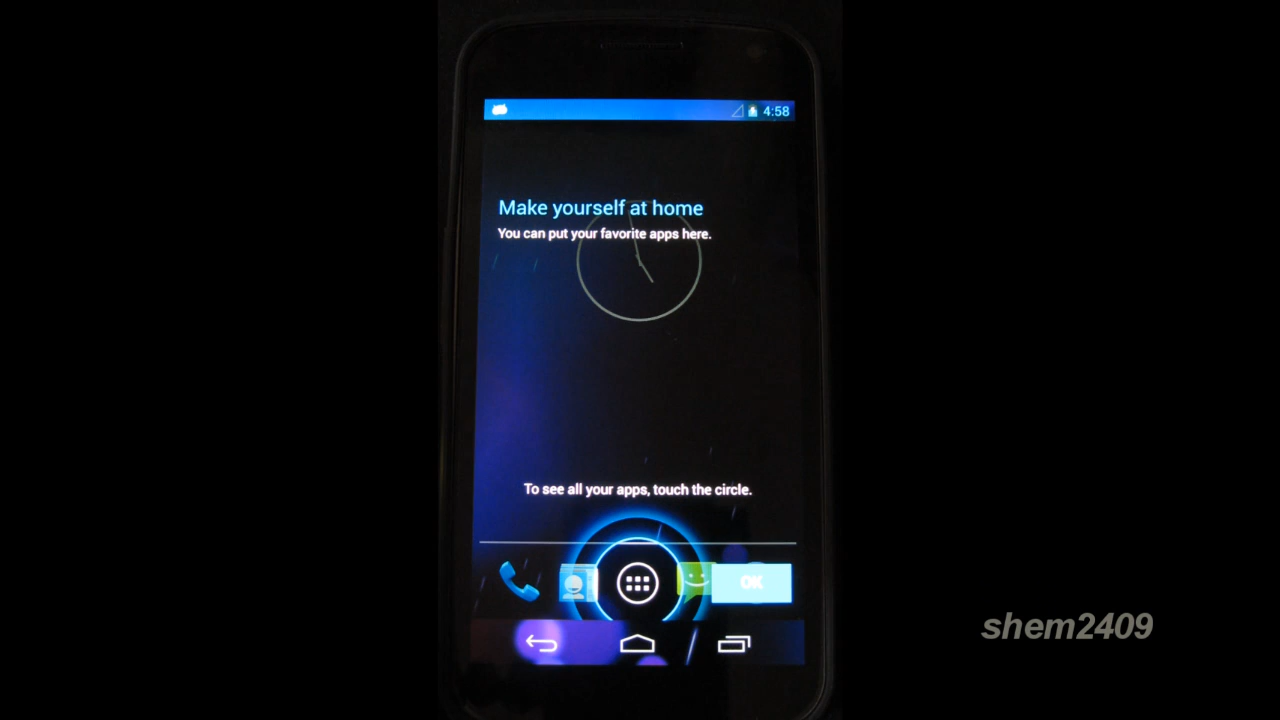 4:58
Make yourself at home
You can put your favorite apps here.
To see all your apps, touch the circle.
OK
shem2409